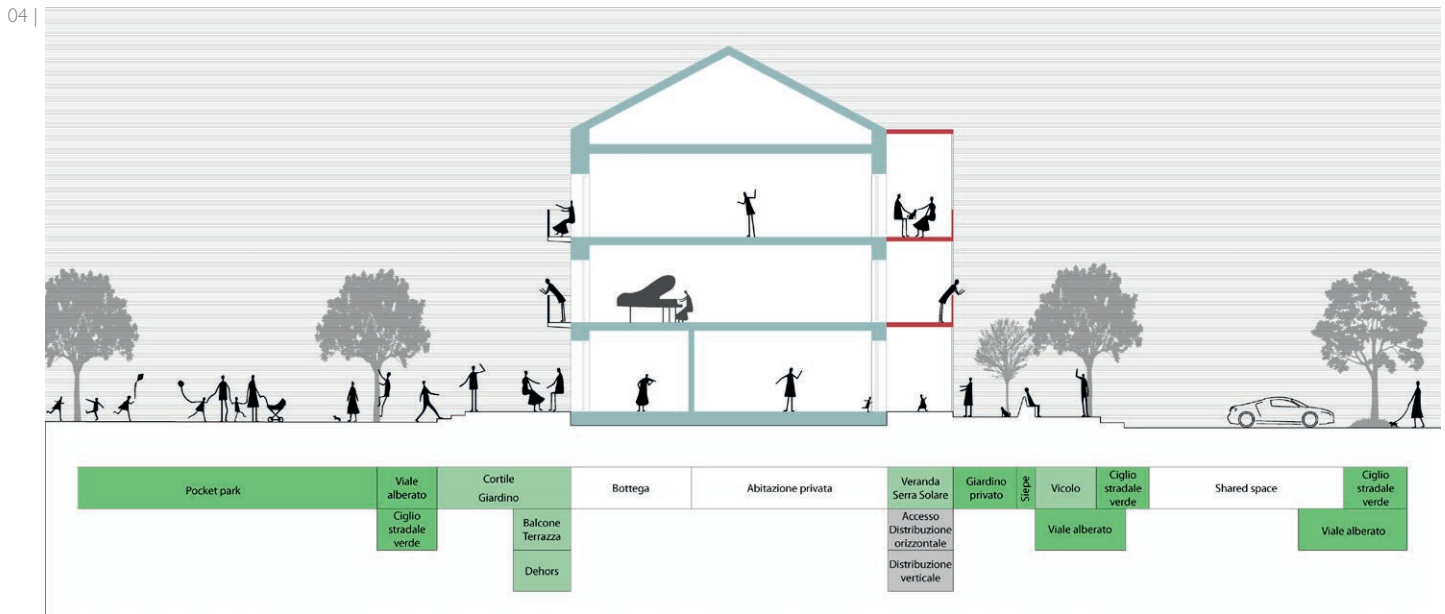 04 |
Pocket park
Viale
alberato
Cortile
Giardino
Bottega
Abitazione privata
Veranda
Serra Solare
Giardino
privato
Siepe
Vicolo
Ciglio
stradale
verde
Shared space
Ciglio
stradale
verde
Ciglio
stradale
verde
Balcone
Terrazza
Accesso
Distribuzione
orizzontale
Viale alberato
Viale alberato
Dehors
Distribuzione
verticale